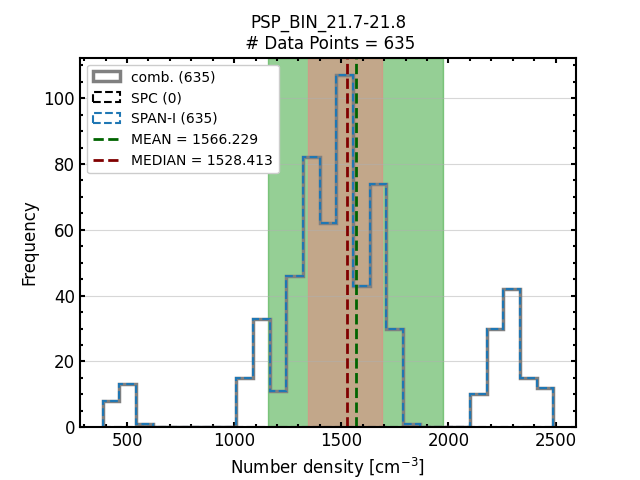 PSP_BIN_21.7-21.8
# Data Points = 635
comb. (635)
SPC (0)
SPAN-I (635)
MEAN = 1566.229
MEDIAN = 1528.413
Frequency
100
80
60
40
20
0
500 1000 1500 2000 2500
Number density [cm⁻³]